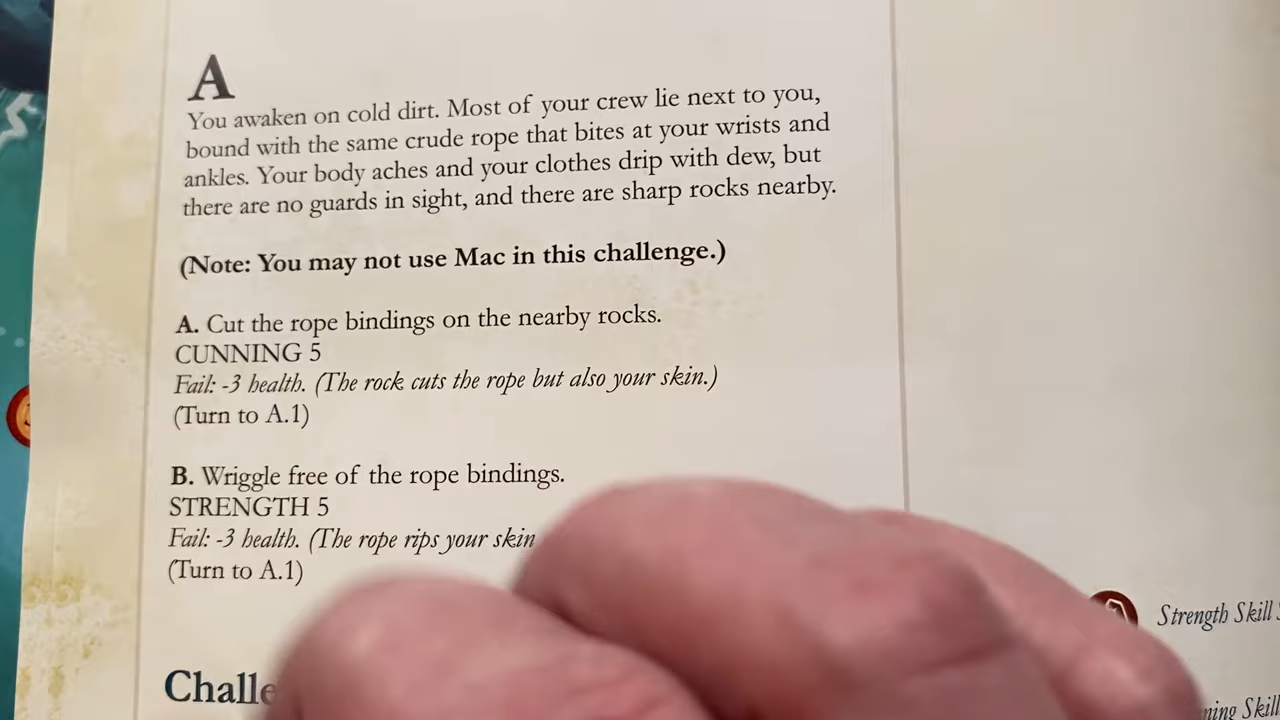 A
You awaken on cold dirt. Most of your crew lie next to you,
bound with the same crude rope that bites at your wrists and
ankles. Your body aches and your clothes drip with dew, but
there are no guards in sight, and there are sharp rocks nearby.
(Note: You may not use Mac in this challenge.)
A. Cut the rope bindings on the nearby rocks.
CUNNING 5
Fail: -3 health. (The rock cuts the rope but also your skin.)
(Turn to A.1)
B. Wriggle free of the rope bindings.
STRENGTH 5
Fail: -3 health. (The rope rips your skin
(Turn to A.1)
Strength Skill
Challe
Skill